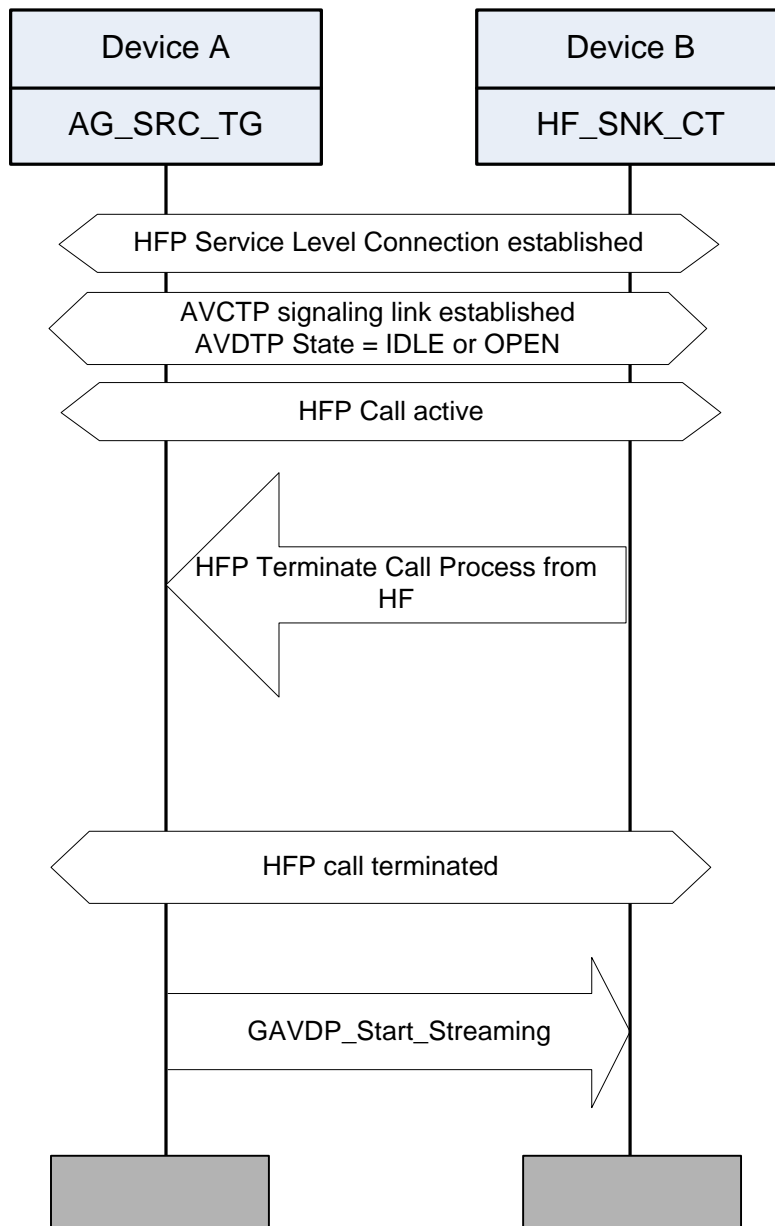 Device A
Device B
AG_SRC_TG
HF_SNK_CT
HFP Service Level Connection established
AVCTP signaling link established
AVDTP State = IDLE or OPEN
HFP Call active
HFP Terminate Call Process from
HF
HFP call terminated
GAVDP_Start_Streaming